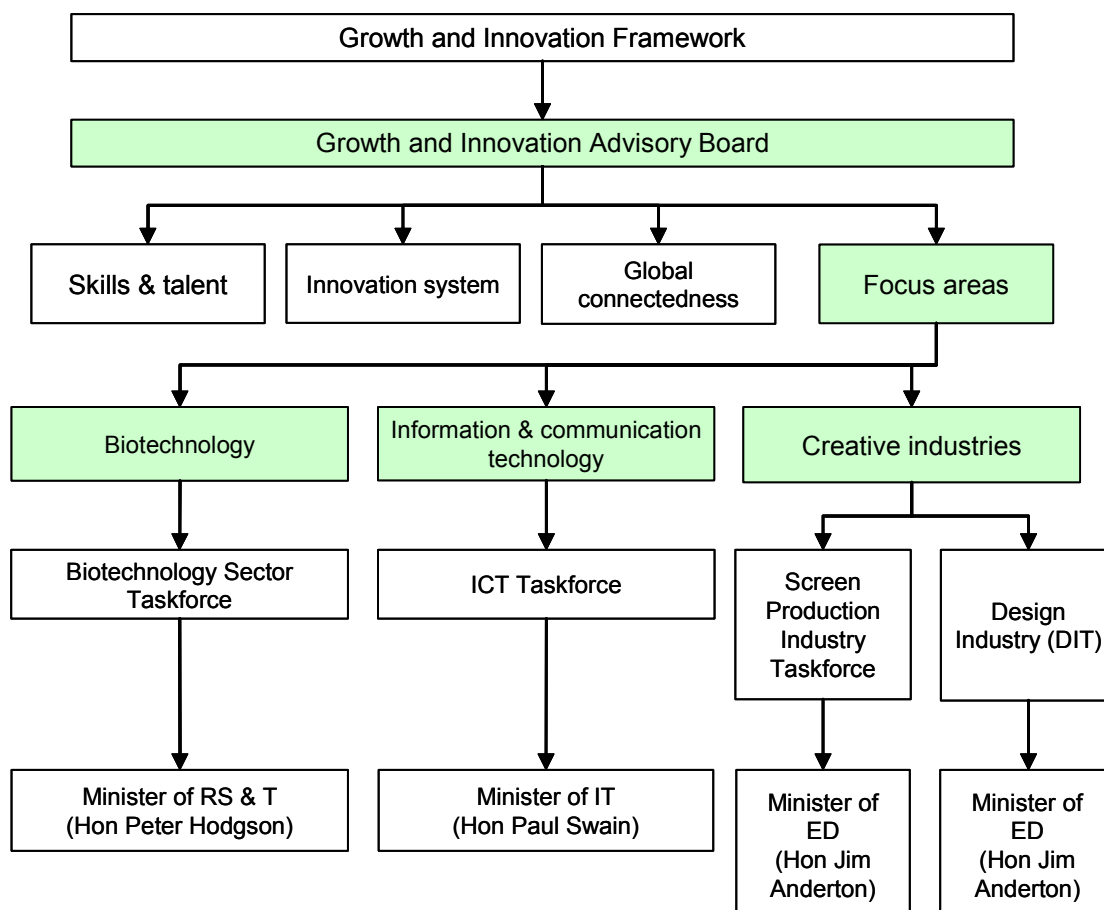 Growth and Innovation Framework
Growth and Innovation Advisory Board
Skills & talent
Innovation system
Global
connectedness
Focus areas
Biotechnology
Information & communication
technology
Creative industries
Biotechnology Sector
Taskforce
ICT Taskforce
Screen
Production
Industry
Taskforce
Design
Industry (DIT)
Minister of RS & T
(Hon Peter Hodgson)
Minister of IT
(Hon Paul Swain)
Minister of
ED
(Hon Jim
Anderton)
Minister of
ED
(Hon Jim
Anderton)